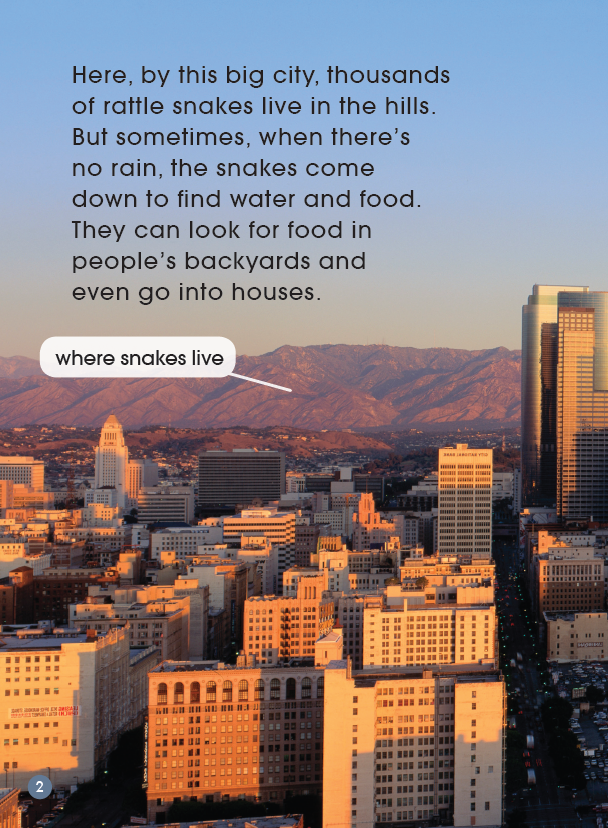 Here, by this big city, thousands
of rattle snakes live in the hills.
But sometimes, when there's
no rain, the snakes come
down to find water and food.
They can look for food in
people's backyards and
even go into houses.
where snakes live
2